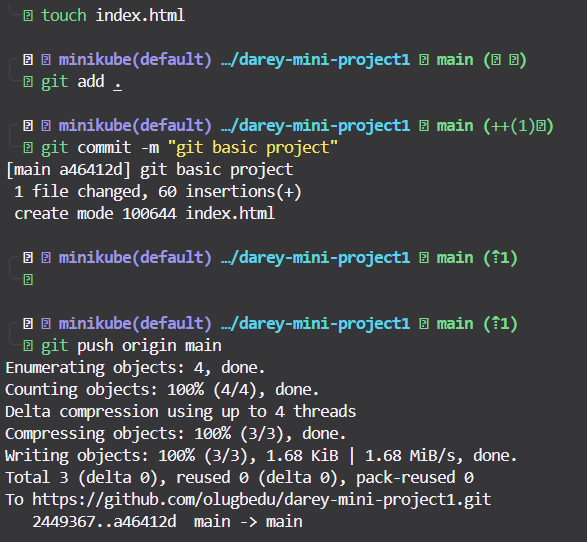 touch index.html
minikube(default) …/darey-mini-project1 main ( )
git add .
minikube(default) …/darey-mini-project1 main (++(1))
git commit -m "git basic project"
[main a46412d] git basic project
1 file changed, 60 insertions(+)
create mode 100644 index.html
minikube(default) …/darey-mini-project1 main (⇡1)
minikube(default) …/darey-mini-project1 main (⇡1)
git push origin main
Enumerating objects: 4, done.
Counting objects: 100% (4/4), done.
Delta compression using up to 4 threads
Compressing objects: 100% (3/3), done.
Writing objects: 100% (3/3), 1.68 KiB | 1.68 MiB/s, done.
Total 3 (delta 0), reused 0 (delta 0), pack-reused 0
To https://github.com/olugbedu/darey-mini-project1.git
2449367..a46412d main -> main